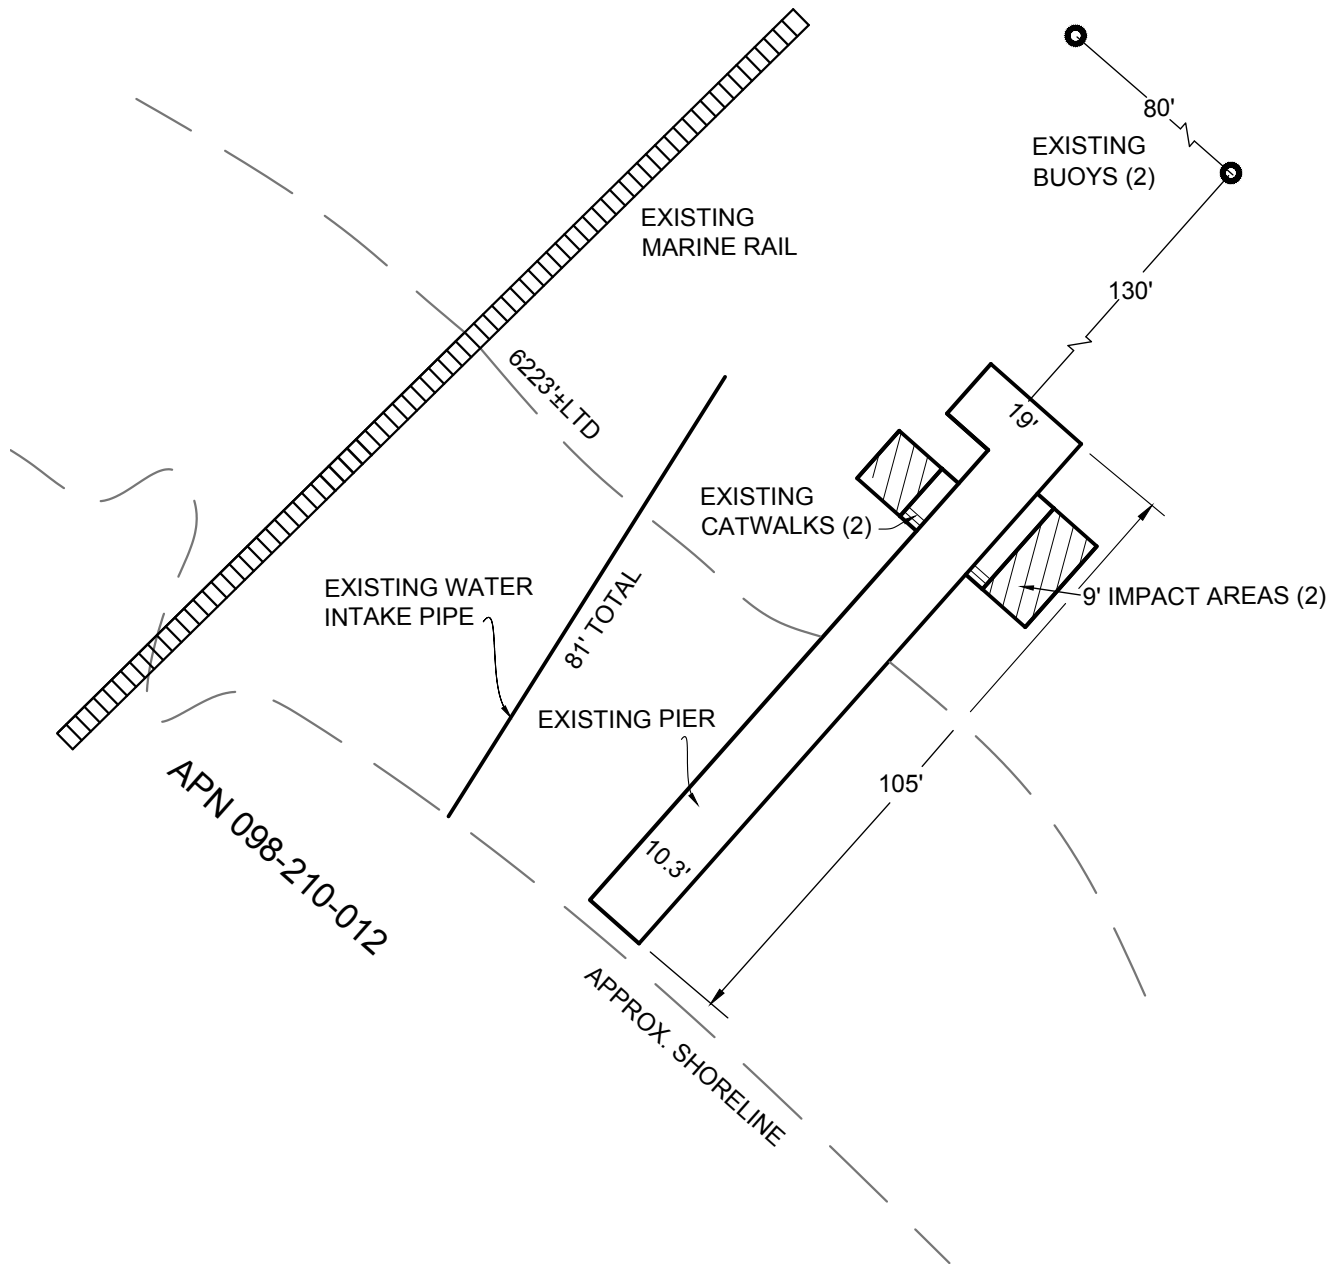 80'
EXISTING
BUOYS (2)
EXISTING
MARINE RAIL
130'
6223'±LTD
19'
EXISTING
CATWALKS (2)
EXISTING WATER
INTAKE PIPE
81' TOTAL
9' IMPACT AREAS (2)
EXISTING PIER
105'
APN 098-210-012
10.3'
APPROX. SHORELINE